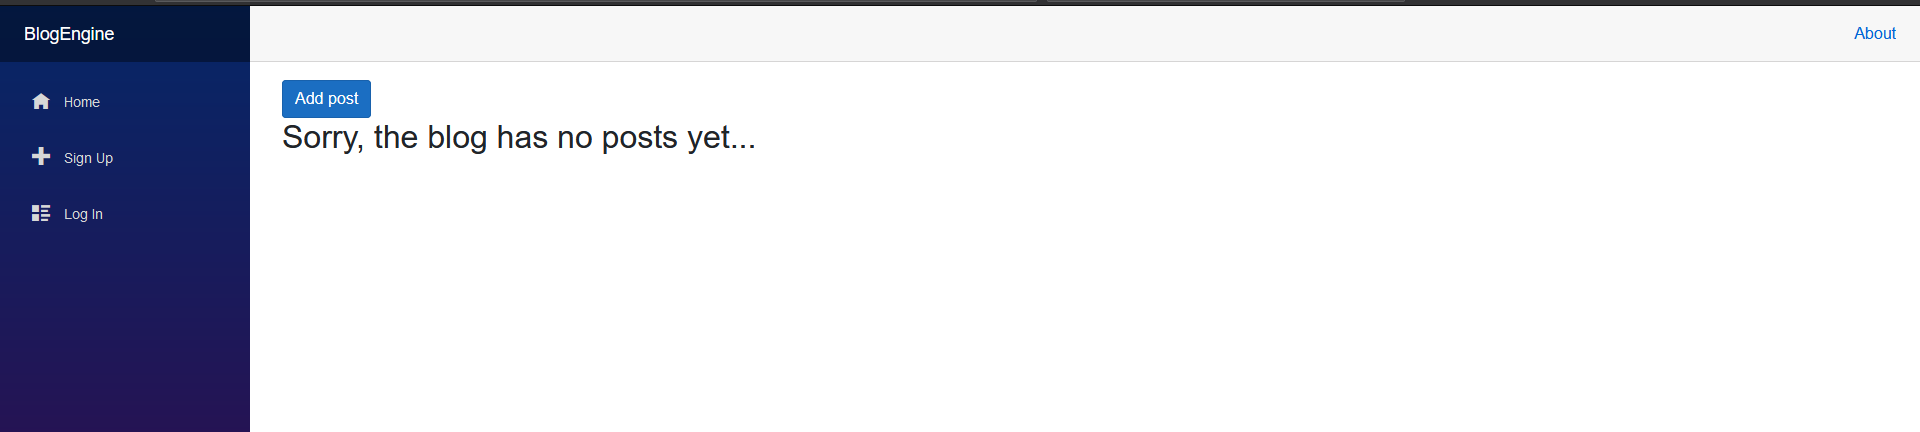 BlogEngine
About
Home
Sign Up
Log In
Add post
Sorry, the blog has no posts yet...